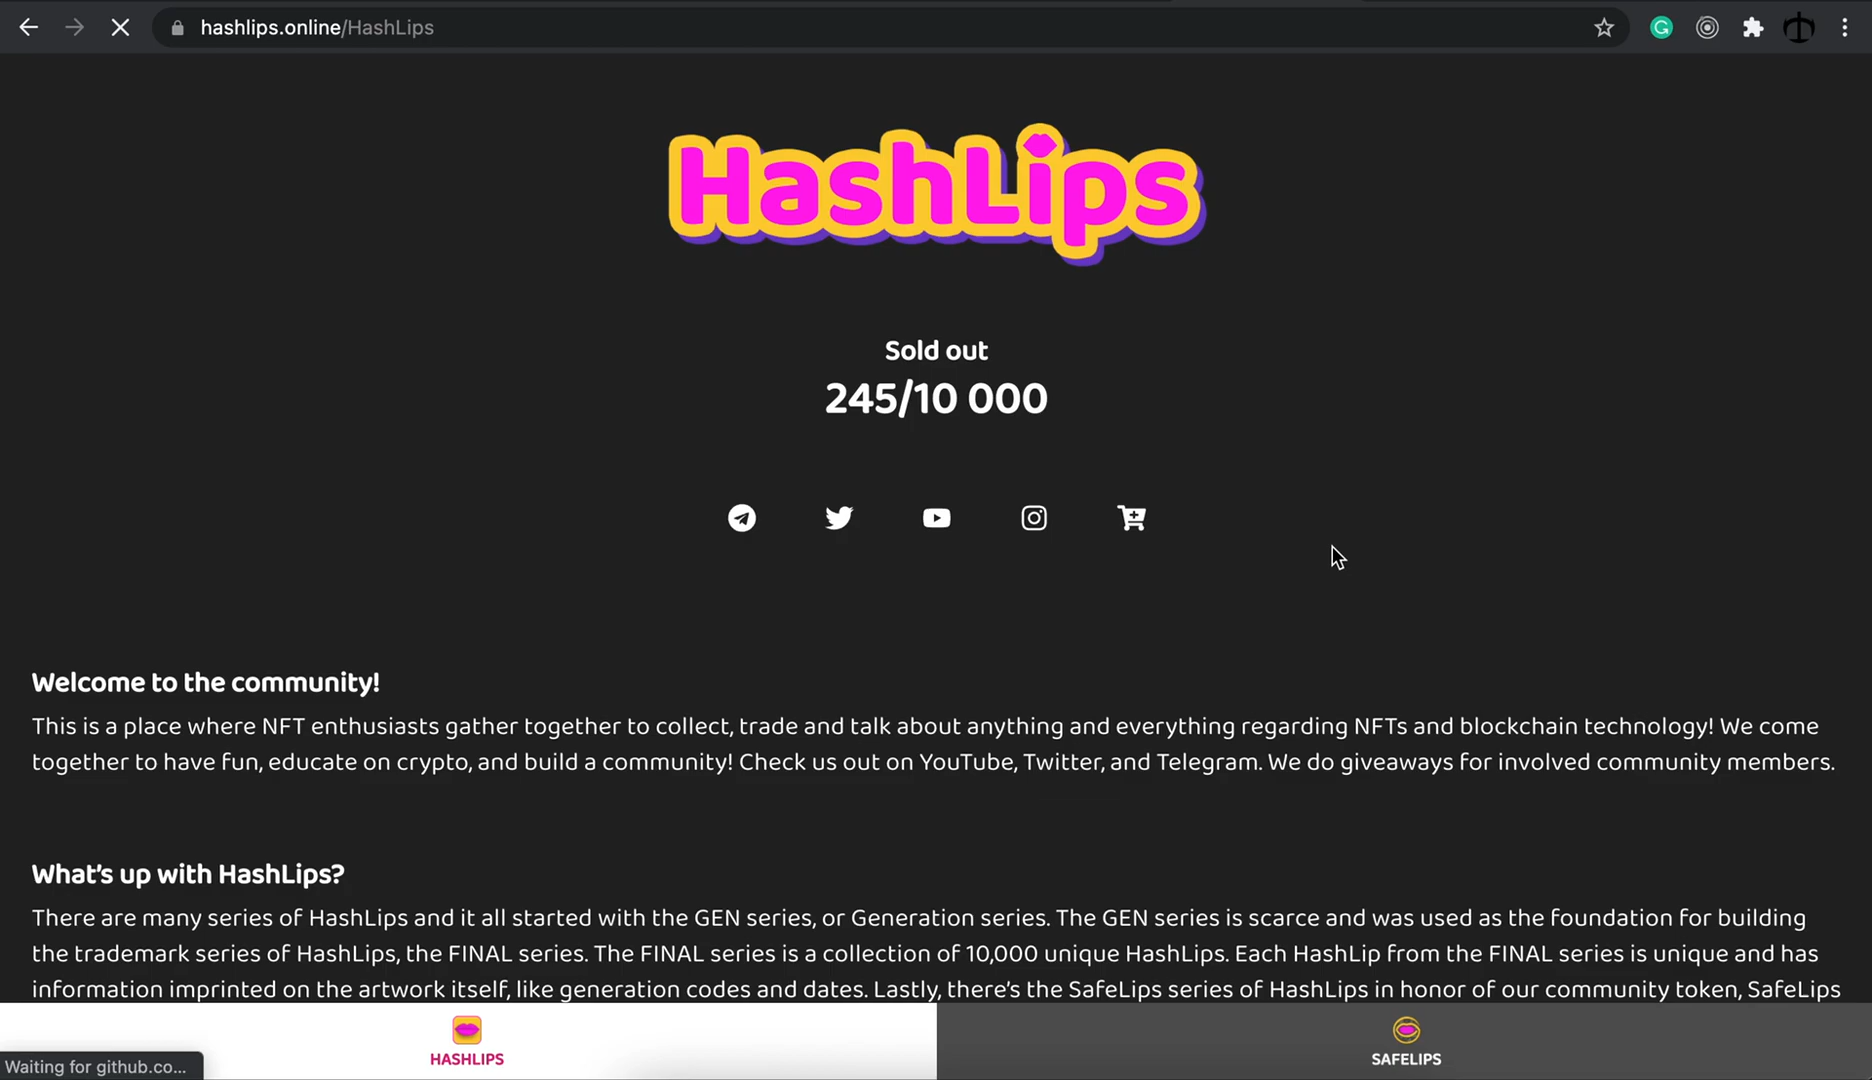 hashlips.online/HashLips
HashLips
Sold out
245/10 000
Welcome to the community!
This is a place where NFT enthusiasts gather together to collect, trade and talk about anything and everything regarding NFTs and blockchain technology! We come
together to have fun, educate on crypto, and build a community! Check us out on YouTube, Twitter, and Telegram. We do giveaways for involved community members.
What's up with HashLips?
There are many series of HashLips and it all started with the GEN series, or Generation series. The GEN series is scarce and was used as the foundation for building
the trademark series of HashLips, the FINAL series. The FINAL series is a collection of 10,000 unique HashLips. Each HashLip from the FINAL series is unique and has
information imprinted on the artwork itself, like generation codes and dates. Lastly, there's the SafeLips series of HashLips in honor of our community token, SafeLips
HASHLIPS
SAFELIPS
Waiting for github.co...